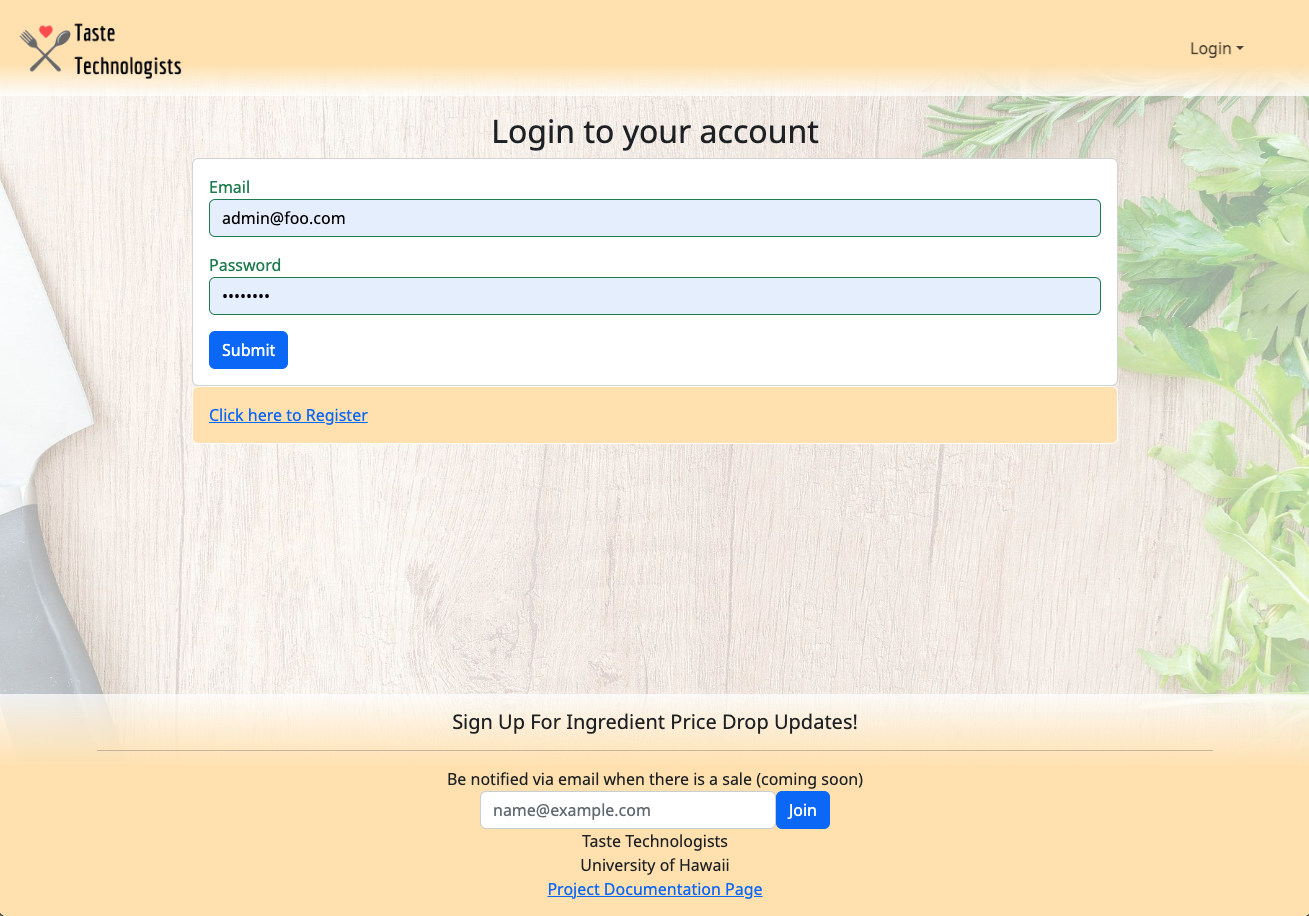 Taste
Technologists
Login
Login to your account
Email
admin@foo.com
Password
••••••••
Submit
Click here to Register
Sign Up For Ingredient Price Drop Updates!
Be notified via email when there is a sale (coming soon)
name@example.com
Join
Taste Technologists
University of Hawaii
Project Documentation Page